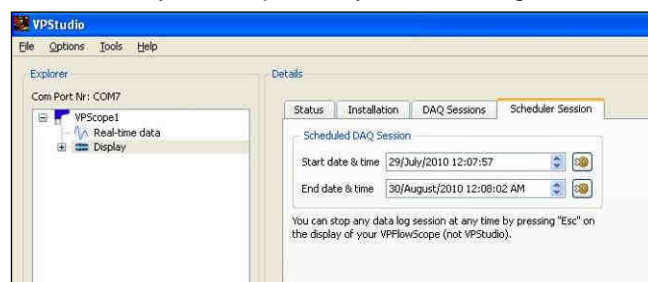 VPStudio
File Options Tools Help
Explorer
Com Port Nr: COM7
VPScope1
Real-time data
Display
Details
Status Installation DAQ Sessions Scheduler Session
Scheduled DAQ Session
Start date & time 29/July/2010 12:07:57
End date & time 30/August/2010 12:08:02 AM
You can stop any data log session at any time by pressing "Esc" on
the display of your VPFlowScope (not VPStudio).